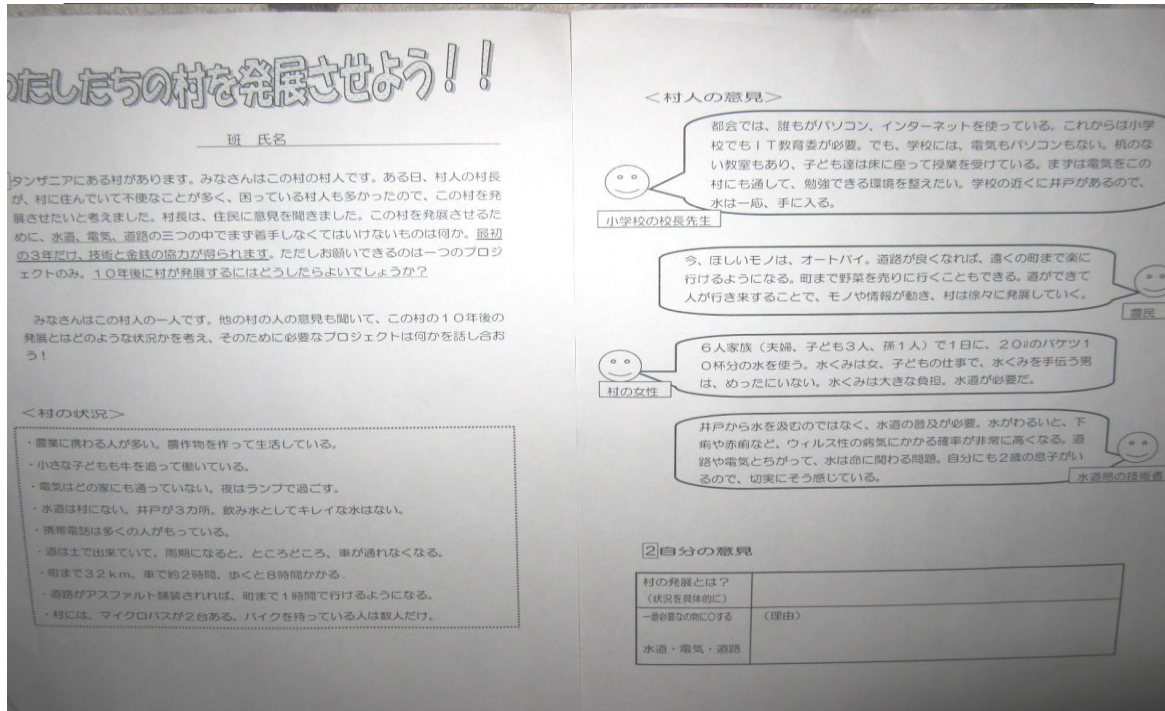 わたしたちの村を発展させよう!!
班 氏名
タンザニアにある村があります。みなさんはこの村の村人です。ある日、村人の村長
が、村に住んでいて不便なことが多く、困っている村人も多かったので、この村を発
展させたいと考えました。村長は、住民に意見を聞きました。この村を発展させるた
めに、水道、電気、道路の三つの中でまず着手しなくてはいけないものは何か。最初
の3年だけ、技術と金銭の協力が得られます。ただしお願いできるのは一つのプロジ
ェクトのみ。10年後に村が発展するにはどうしたらよいでしょうか?
みなさんはこの村人の一人です。他の村の人の意見も聞いて、この村の10年後の
発展とはどのような状況かを考え、そのために必要なプロジェクトは何かを話し合お
う!
<村の状況>
・農業に携わる人が多い。農作物を作って生活している。
・小さな子どもも牛を追って働いている。
・電気はどの家にも通っていない。夜はランプで過ごす。
・水道は村にない。井戸が3カ所。飲み水としてキレイな水はない。
・携帯電話は多くの人がもっている。
・道は土で出来ていて、雨期になると、ところどころ、車が通れなくなる。
・町まで32km。車で約2時間、歩くと8時間かかる.
・道路がアスファルト舗装されれば、町まで1時間で行けるようになる。
・村には、マイクロバスが2台ある。バイクを持っている人は数人だけ。
<村人の意見>
都会では、誰もがパソコン、インターネットを使っている。これからは小学
校でもIT教育委が必要。でも、学校には、電気もパソコンもない。机のな
い教室もあり、子ども達は床に座って授業を受けている。まずは電気をこの
村にも通して、勉強できる環境を整えたい。学校の近くに井戸があるので、
水は一応、手に入る。
小学校の校長先生
今、ほしいモノは、オートバイ。道路が良くなれば、遠くの町まで楽に
行けるようになる。町まで野菜を売りに行くこともできる。道ができて
人が行き来することで、モノや情報が動き、村は徐々に発展していく。
農民
6人家族(夫婦、子ども3人、孫1人)で1日に、20ℓのバケツ1
0杯分の水を使う。水くみは女、子どもの仕事で、水くみを手伝う男
は、めったにいない。水くみは大きな負担。水道が必要だ。
村の女性
井戸から水を汲むのではなく、水道の普及が必要。水がわるいと、下
痢や赤痢など、ウィルス性の病気にかかる確率が非常に高くなる。道
路や電気とちがって、水は命に関わる問題。自分にも2歳の息子がい
るので、切実にそう感じている。
水道局の技術者
2 自分の意見
村の発展とは?
(状況を具体的に)
一番必要なの物に○する
(理由)
水道・電気・道路